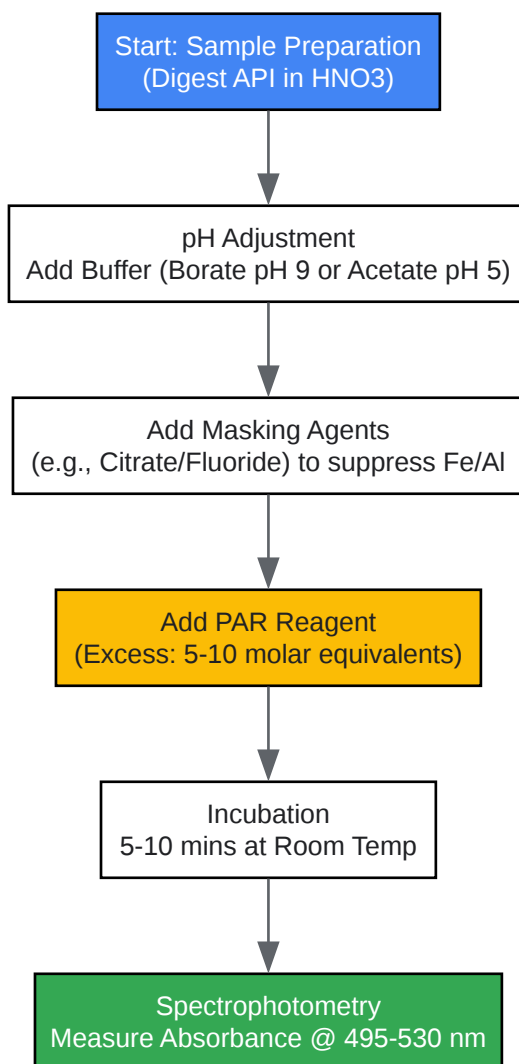 Start: Sample Preparation
(Digest API in HNO3)
pH Adjustment
Add Buffer (Borate pH 9 or Acetate pH 5)
Add Masking Agents
(e.g., Citrate/Fluoride) to suppress Fe/Al
Add PAR Reagent
(Excess: 5-10 molar equivalents)
Incubation
5-10 mins at Room Temp
Spectrophotometry
Measure Absorbance @ 495-530 nm